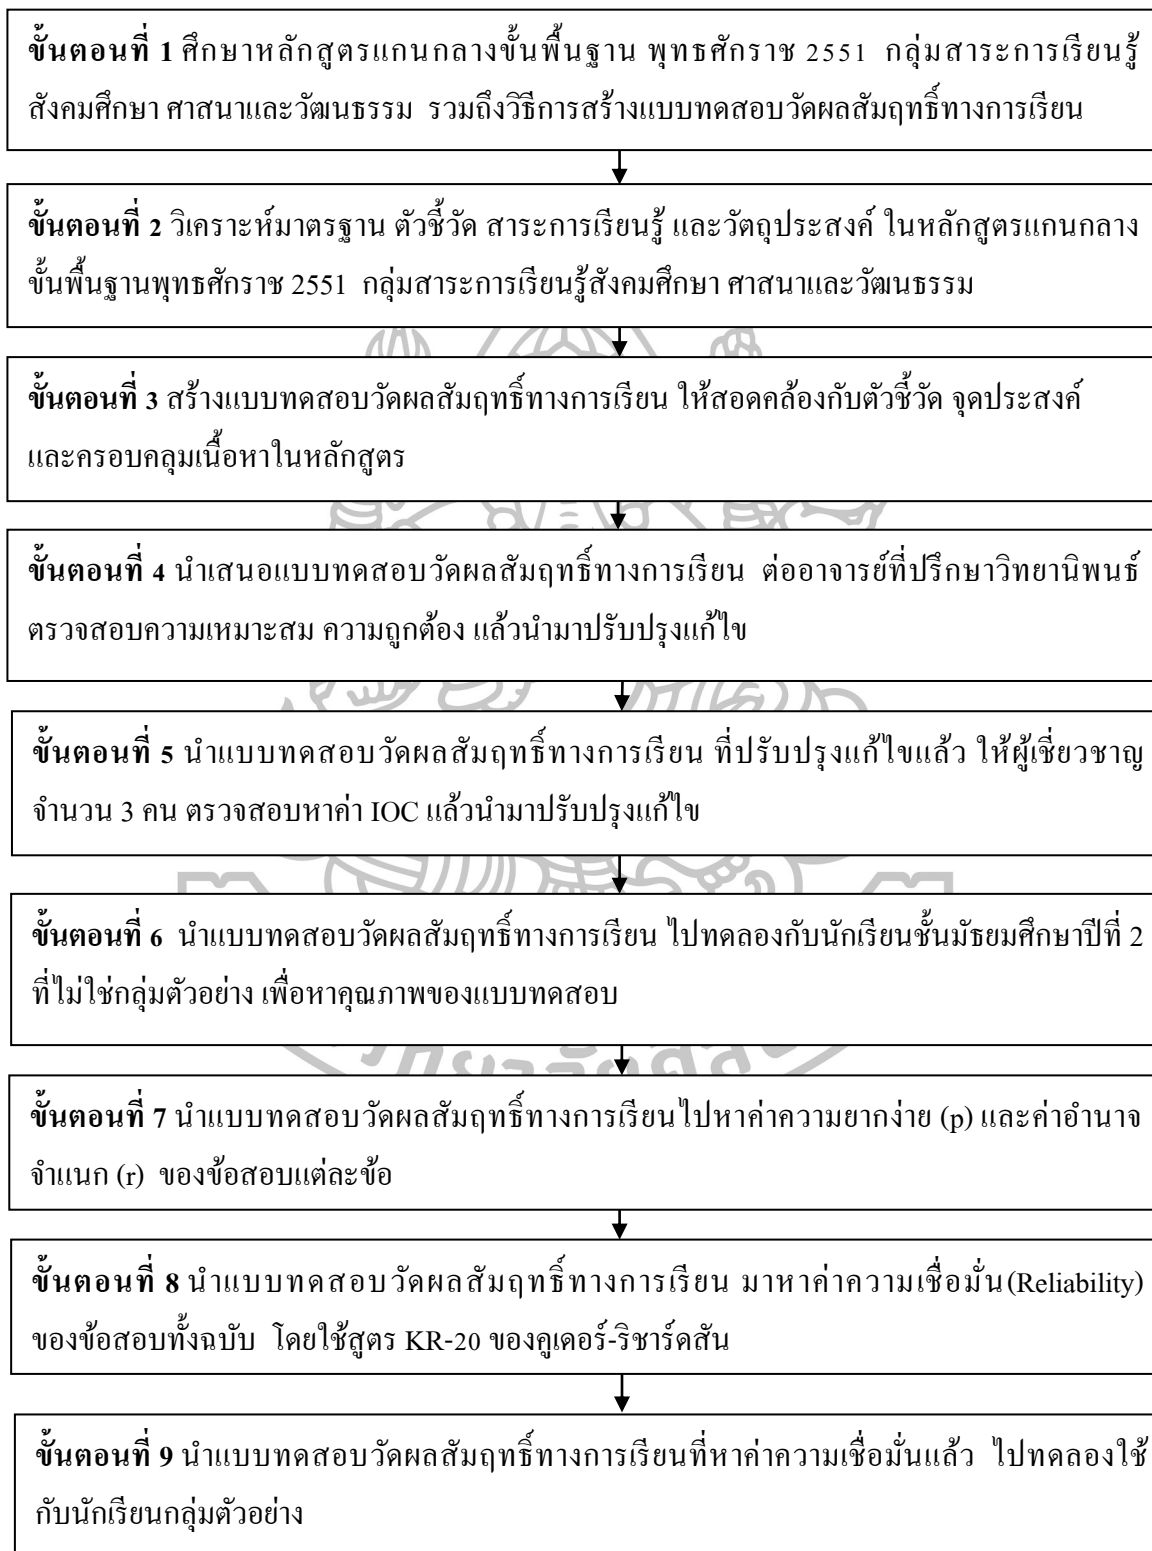 ขั้นตอนที่ 1 ศึกษาหลักสูตรแกนกลางขั้นพื้นฐาน พุทธศักราช 2551 กลุ่มสาระการเรียนรู้
สังคมศึกษา ศาสนาและวัฒนธรรม รวมถึงวิธีการสร้างแบบทดสอบวัดผลสัมฤทธิ์ทางการเรียน
ขั้นตอนที่ 2 วิเคราะห์มาตรฐาน ตัวชี้วัด สาระการเรียนรู้ และวัตถุประสงค์ ในหลักสูตรแกนกลาง
ขั้นพื้นฐานพุทธศักราช 2551 กลุ่มสาระการเรียนรู้สังคมศึกษา ศาสนาและวัฒนธรรม
ขั้นตอนที่ 3 สร้างแบบทดสอบวัดผลสัมฤทธิ์ทางการเรียน ให้สอดคล้องกับตัวชี้วัด จุดประสงค์
และครอบคลุมเนื้อหาในหลักสูตร
ขั้นตอนที่ 4 นำเสนอแบบทดสอบวัดผลสัมฤทธิ์ทางการเรียน ต่ออาจารย์ที่ปรึกษาวิทยานิพนธ์
ตรวจสอบความเหมาะสม ความถูกต้อง แล้วนำมาปรับปรุงแก้ไข
ขั้นตอนที่ 5 นำแบบทดสอบวัดผลสัมฤทธิ์ทางการเรียน ที่ปรับปรุงแก้ไขแล้ว ให้ผู้เชี่ยวชาญ
จำนวน 3 คน ตรวจสอบหาค่า IOC แล้วนำมาปรับปรุงแก้ไข
ขั้นตอนที่ 6 นำแบบทดสอบวัดผลสัมฤทธิ์ทางการเรียน ไปทดลองกับนักเรียนชั้นมัธยมศึกษาปีที่ 2
ที่ไม่ใช่กลุ่มตัวอย่าง เพื่อหาคุณภาพของแบบทดสอบ
ขั้นตอนที่ 7 นำแบบทดสอบวัดผลสัมฤทธิ์ทางการเรียนไปหาค่าความยากง่าย (p) และค่าอำนาจ
จำแนก (r) ของข้อสอบแต่ละข้อ
ขั้นตอนที่ 8 นำแบบทดสอบวัดผลสัมฤทธิ์ทางการเรียน มาหาค่าความเชื่อมั่น(Reliability)
ของข้อสอบทั้งฉบับ โดยใช้สูตร KR-20 ของคูเดอร์-ริชาร์ดสัน
ขั้นตอนที่ 9 นำแบบทดสอบวัดผลสัมฤทธิ์ทางการเรียนที่หาค่าความเชื่อมั่นแล้ว ไปทดลองใช้
กับนักเรียนกลุ่มตัวอย่าง